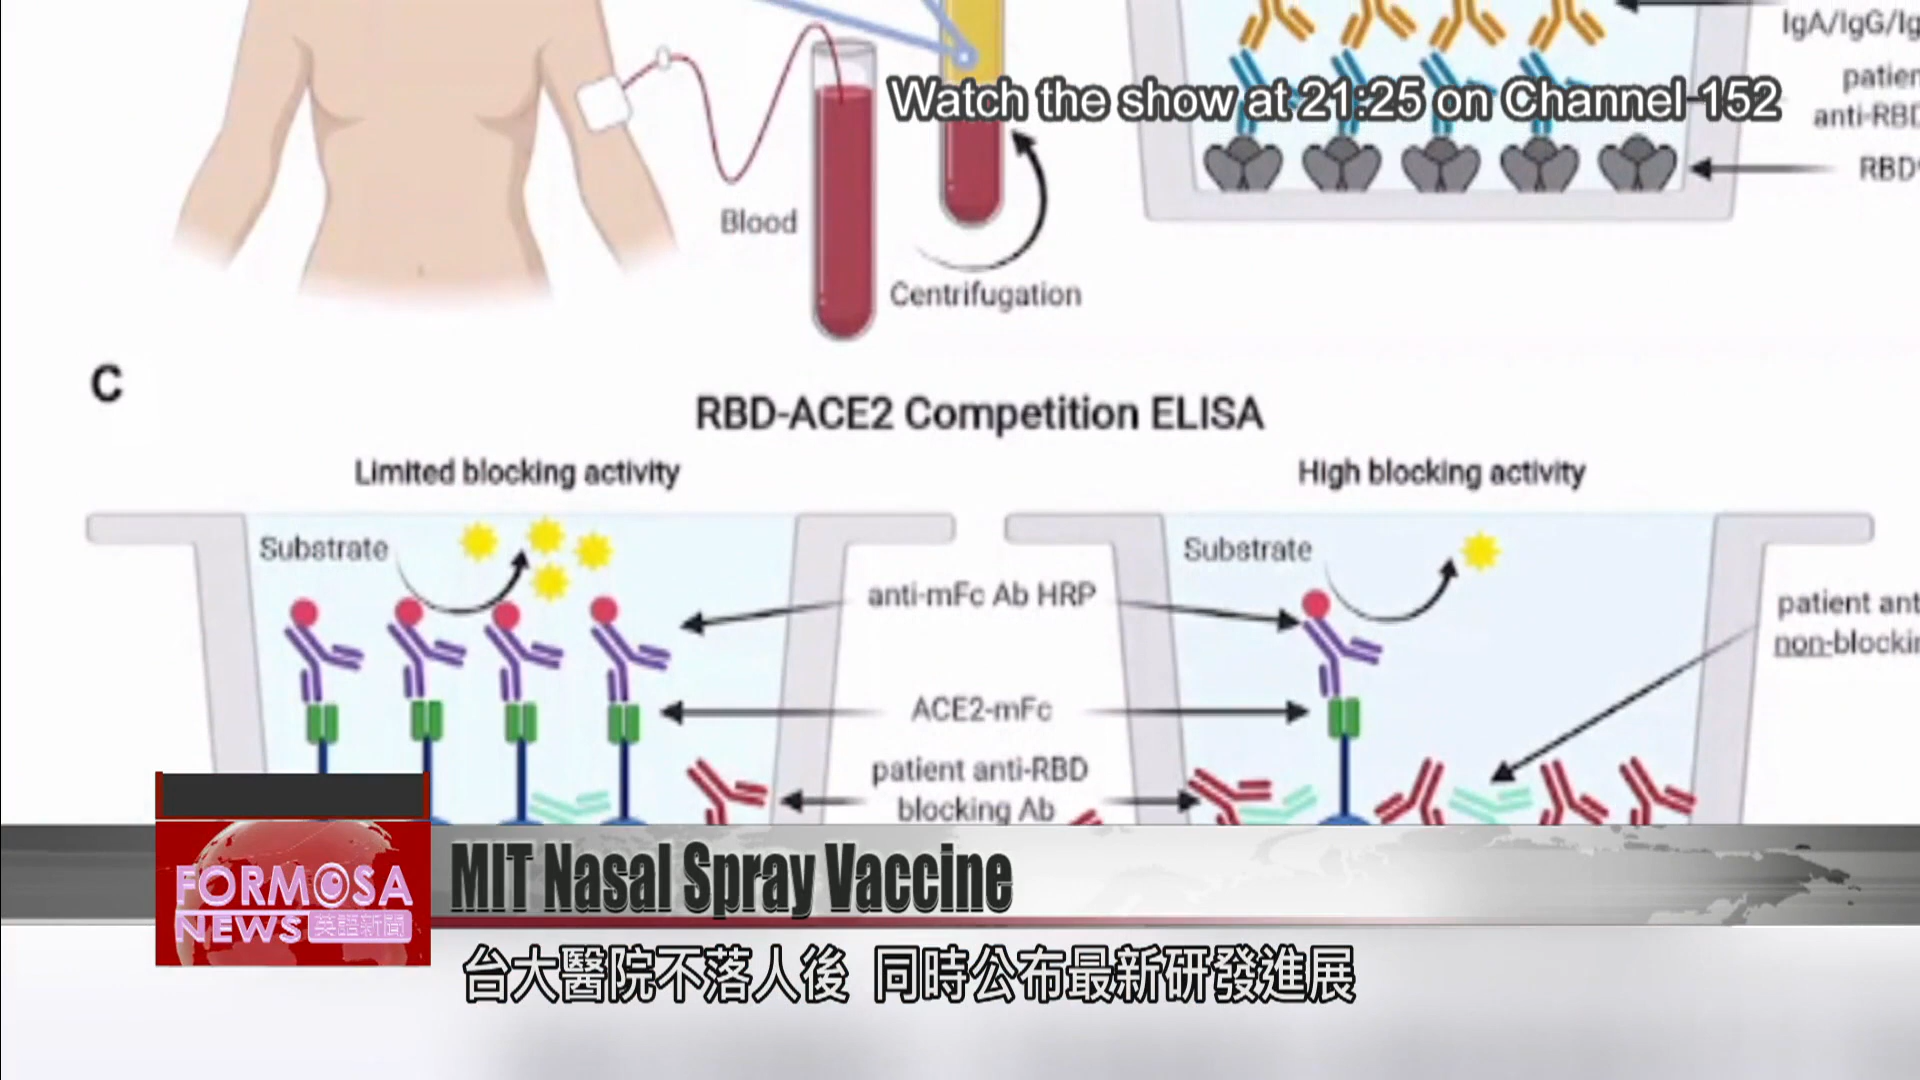 IgA/IgG/Ig
Watch the show at 21:25 on Channel 152
patien
anti-RBD
RBD
Blood
Centrifugation
C
RBD-ACE2 Competition ELISA
Limited blocking activity
High blocking activity
Substrate
Substrate
anti-mFc Ab HRP
patient ant
non-blockin
ACE2-mFc
patient anti-RBD
blocking Ab
FORMOSA
NEWS 英語新聞
MIT Nasal Spray Vaccine
台大醫院不落人後 同時公布最新研發進展